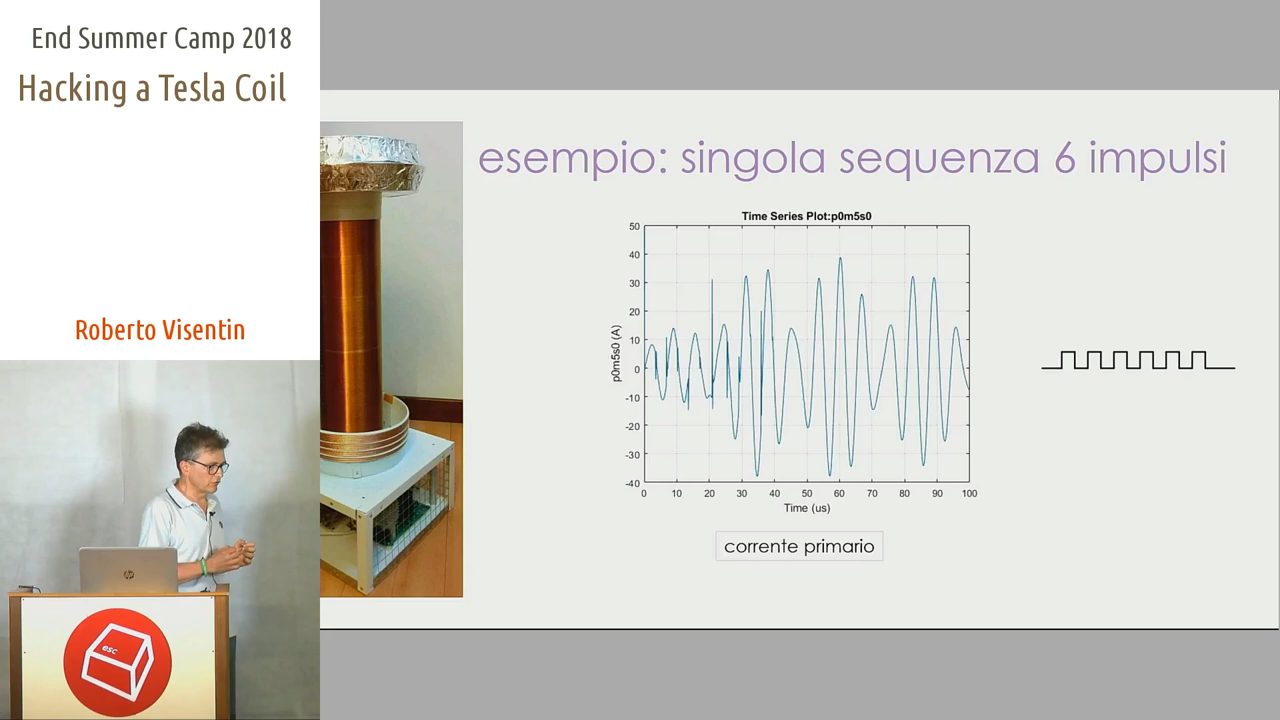 End Summer Camp 2018
Hacking a Tesla Coil
Roberto Visentin
esc
hp
esempio: singola sequenza 6 impulsi
Time Series Plot:p0m5s0
50
40
30
20
10
0
-10
-20
-30
-40
p0m5s0 (A)
0 10 20 30 40 50 60 70 80 90 100
Time (us)
corrente primario